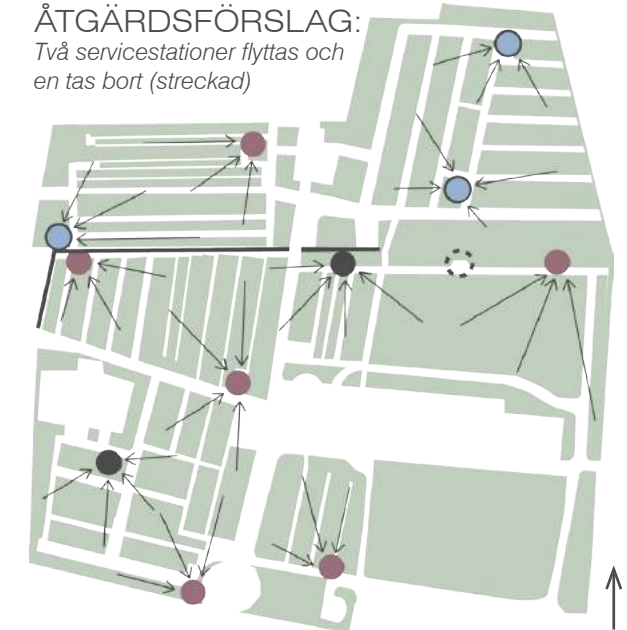 ÅTGÄRDSFÖRSLAG:
Två servicestationer flyttas och
en tas bort (streckad)